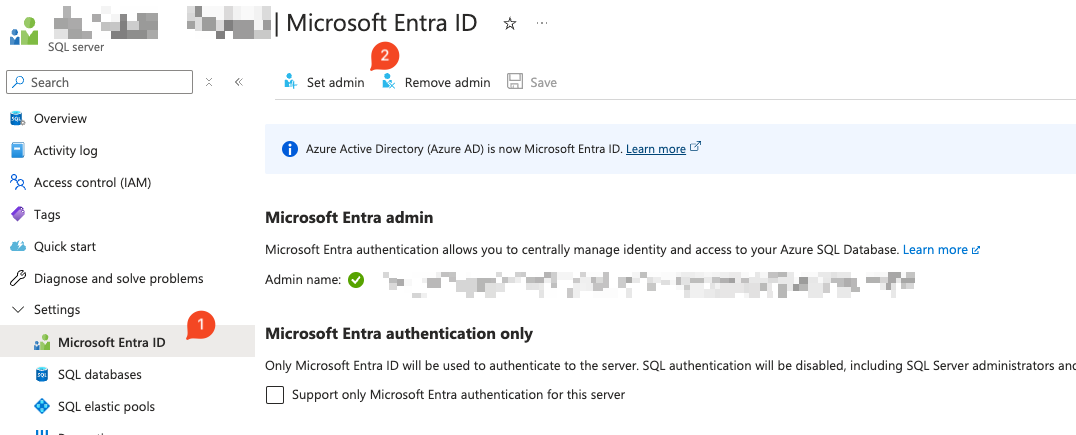 | Microsoft Entra ID
SQL server
2
Search
Set admin
Remove admin
Save
Overview
Activity log
Access control (IAM)
Tags
Quick start
Diagnose and solve problems
Settings
1
Microsoft Entra ID
SQL databases
SQL elastic pools
Azure Active Directory (Azure AD) is now Microsoft Entra ID. Learn more
Microsoft Entra admin
Microsoft Entra authentication allows you to centrally manage identity and access to your Azure SQL Database. Learn more
Admin name:
Microsoft Entra authentication only
Only Microsoft Entra ID will be used to authenticate to the server. SQL authentication will be disabled, including SQL Server administrators and
Support only Microsoft Entra authentication for this server